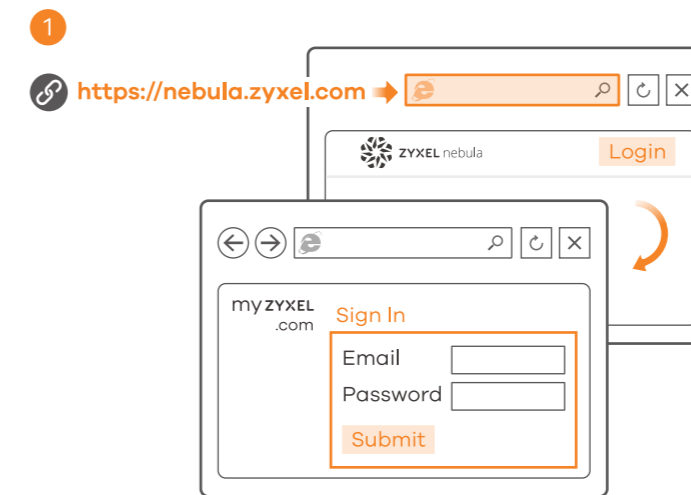 1
https://nebula.zyxel.com
ZYXEL nebula
Login
my ZYXEL
.com
Sign In
Email
Password
Submit